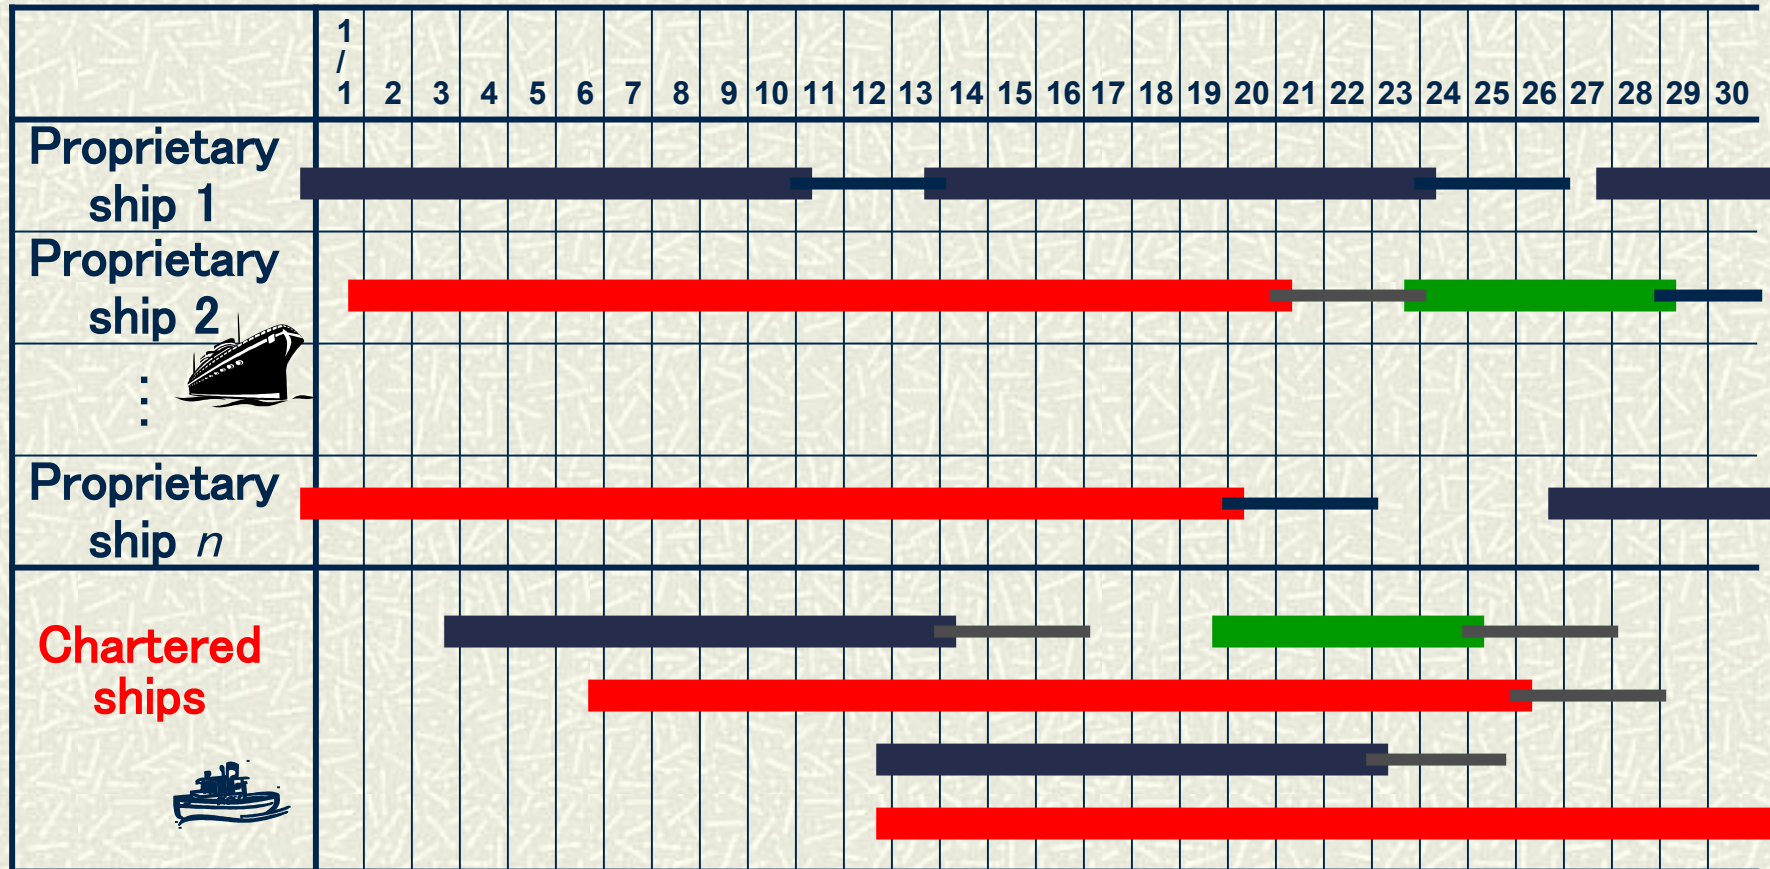 1
/
1 2 3 4 5 6 7 8 9 10 11 12 13 14 15 16 17 18 19 20 21 22 23 24 25 26 27 28 29 30
Proprietary
ship 1
Proprietary
ship 2
⋮
Proprietary
ship n
Chartered
ships